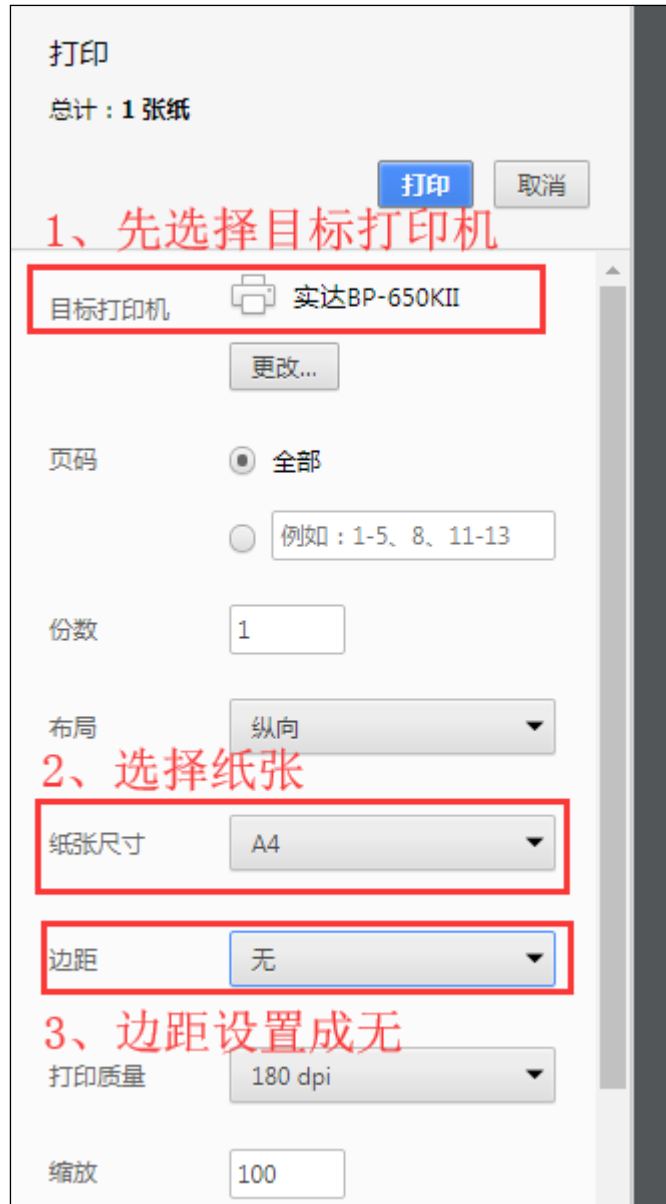 打印
总计：1 张纸
打印 取消
1、先选择目标打印机
目标打印机 实达BP-650KII
更改...
页码 全部
例如：1-5、8、11-13
份数 1
布局 纵向
2、选择纸张
纸张尺寸 A4
边距 无
3、边距设置成无
打印质量 180 dpi
缩放 100